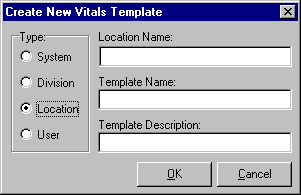 Create New Vitals Template
Type:
System
Division
Location
User
Location Name:
Template Name:
Template Description:
OK
Cancel